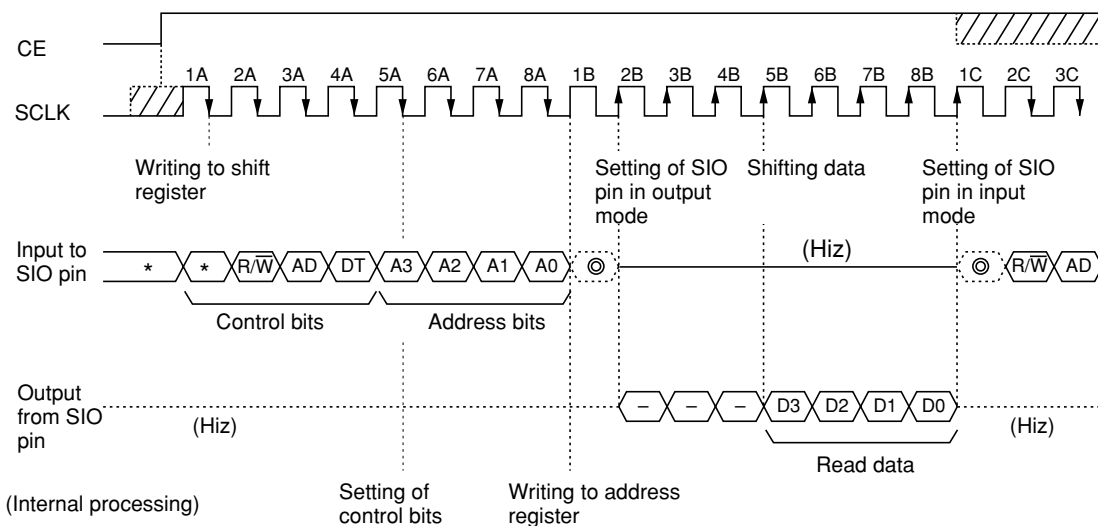 CE
1A 2A 3A 4A 5A 6A 7A 8A 1B 2B 3B 4B 5B 6B 7B 8B 1C 2C 3C
SCLK
Writing to shift
register
Setting of SIO
pin in output
mode
Shifting data
Setting of SIO
pin in input
mode
Input to
SIO pin
* * R/W̅ AD DT A3 A2 A1 A0 ◎ (Hiz) ◎ R/W̅ AD
Control bits
Address bits
Output
from SIO
pin
(Hiz)
– – – D3 D2 D1 D0
(Hiz)
Read data
(Internal processing)
Setting of
control bits
Writing to address
register